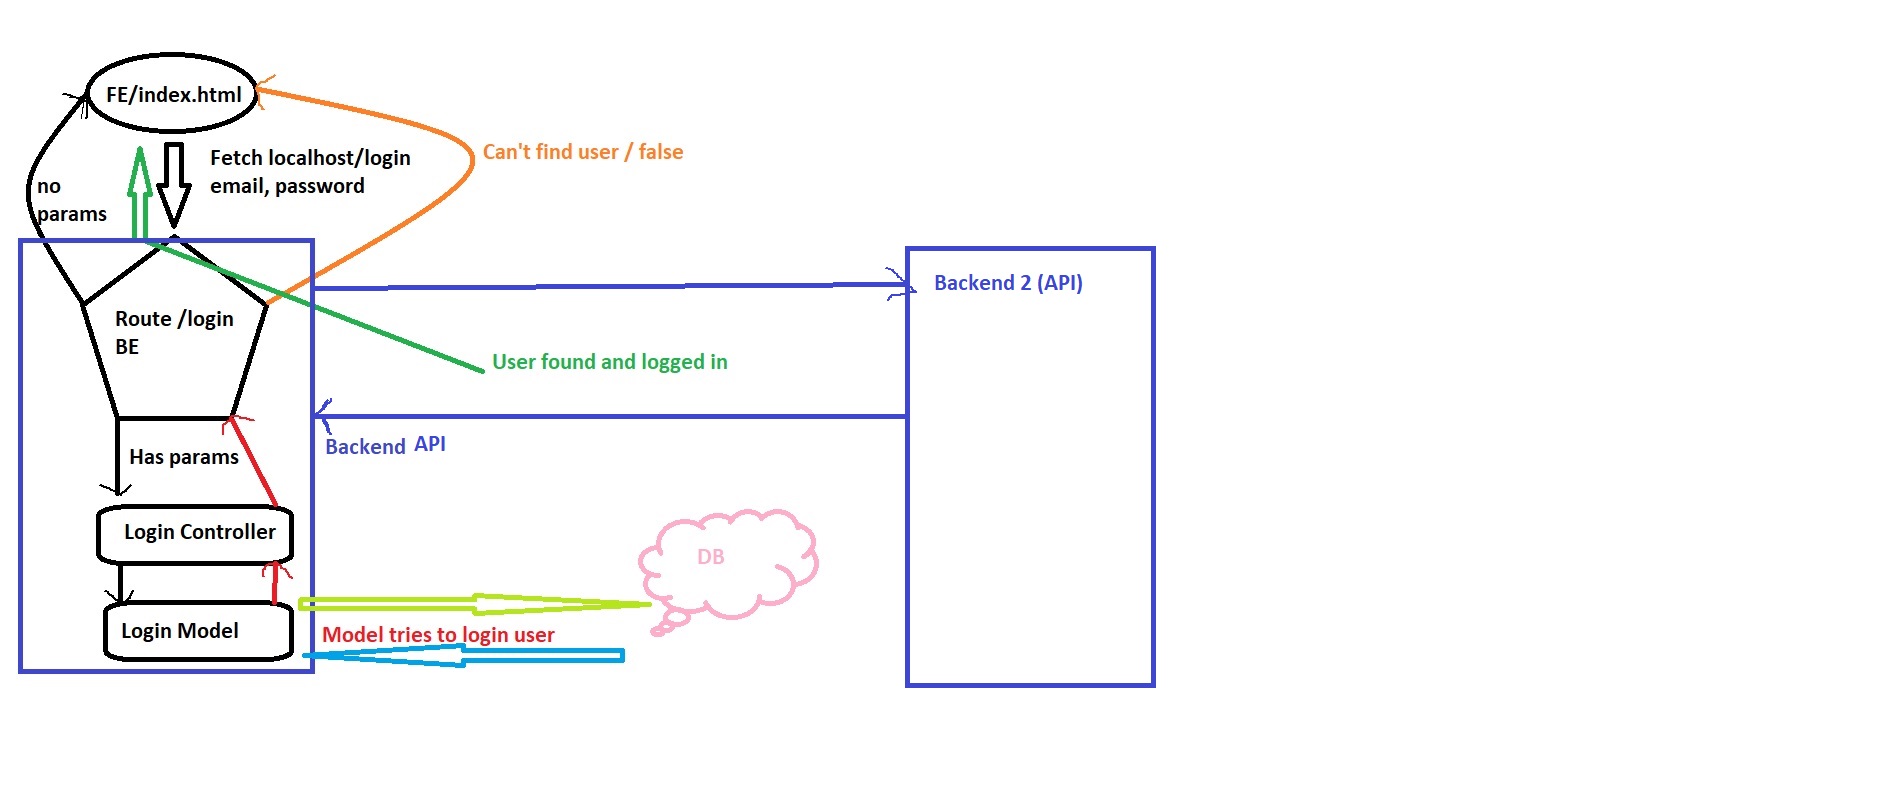 FE/index.html
Fetch localhost/login
email, password
Can't find user / false
no
params
Backend 2 (API)
Route /login
BE
User found and logged in
Backend API
Has params
Login Controller
DB
Login Model
Model tries to login user